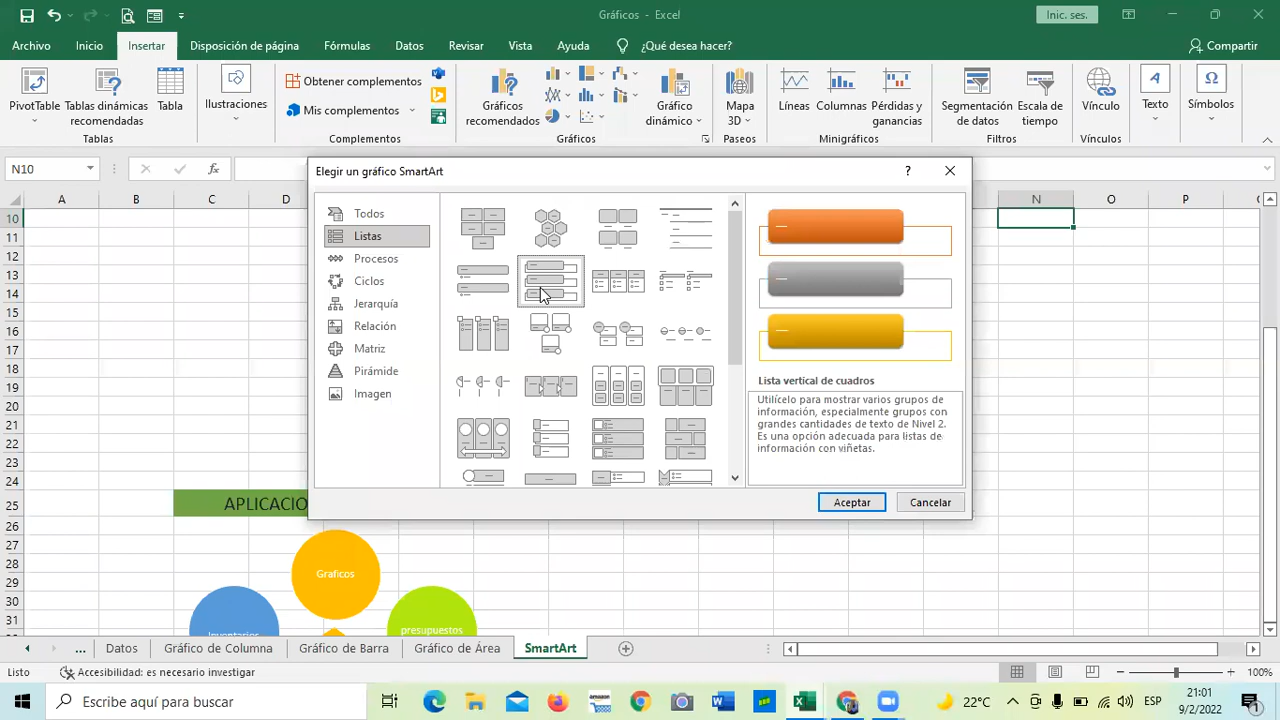 Gráficos - Excel
Inic. ses.
Archivo Inicio Insertar Disposición de página Fórmulas Datos Revisar Vista Ayuda ¿Qué desea hacer? Compartir
PivotTable
Tablas dinámicas
recomendadas
Tabla
Tablas
Ilustraciones
Obtener complementos
Mis complementos
Complementos
Gráficos
recomendados
Gráfico
dinámico
Gráficos
Mapa
3D
Paseos
Líneas
Columnas
Pérdidas y
ganancias
Minigráficos
Segmentación
de datos
Escala de
tiempo
Filtros
Vínculo
Vínculos
Texto
Símbolos
N10
fx
A B C D N O P
Elegir un gráfico SmartArt
?
Todos
Listas
Procesos
Ciclos
Jerarquía
Relación
Matriz
Pirámide
Imagen
Lista vertical de cuadros
Utilícelo para mostrar varios grupos de
información, especialmente grupos con
grandes cantidades de texto de Nivel 2.
Es una opción adecuada para listas de
información con viñetas.
Aceptar Cancelar
10
11
12
13
14
15
16
17
18
19
20
21
22
23
24
25
26
27
28
29
30
31
APLICACIO
Graficos
Inventarios
presupuestos
... Datos Gráfico de Columna Gráfico de Barra Gráfico de Área SmartArt
Listo Accesibilidad: es necesario investigar 100%
Escribe aquí para buscar
22°C
ESP
21:01
9/2/2022